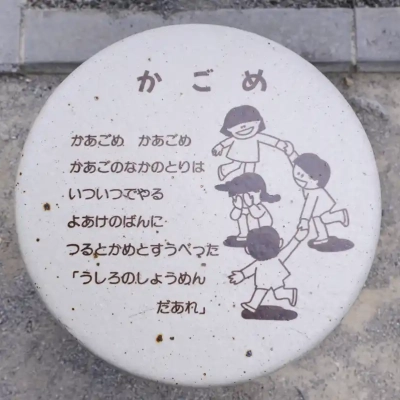 かごめ
かあごめ　かあごめ
かあごのなかのとりは
いついつでやる
よあけのばんに
つるとかめとすうべった
「うしろのしょうめん
だあれ」